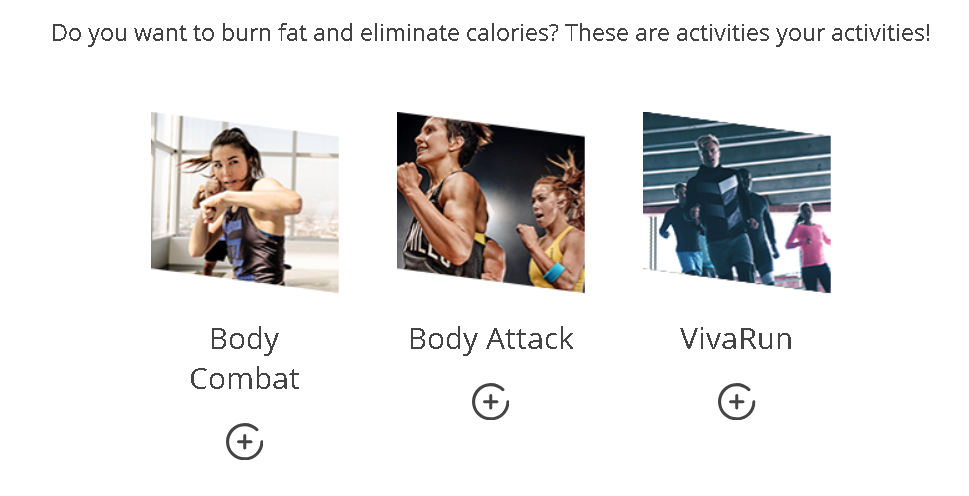 Do you want to burn fat and eliminate calories? These are activities your activities!
Body
Combat
Body Attack
VivaRun